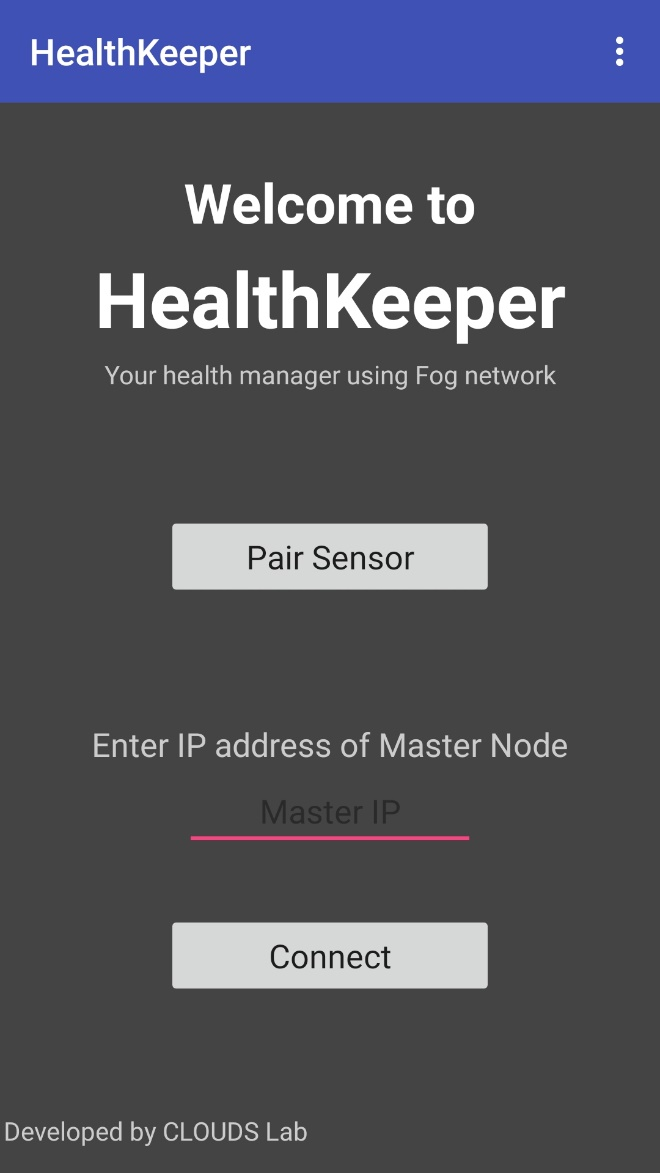 HealthKeeper
Welcome to
HealthKeeper
Your health manager using Fog network
Pair Sensor
Enter IP address of Master Node
Master IP
Connect
Developed by CLOUDS Lab